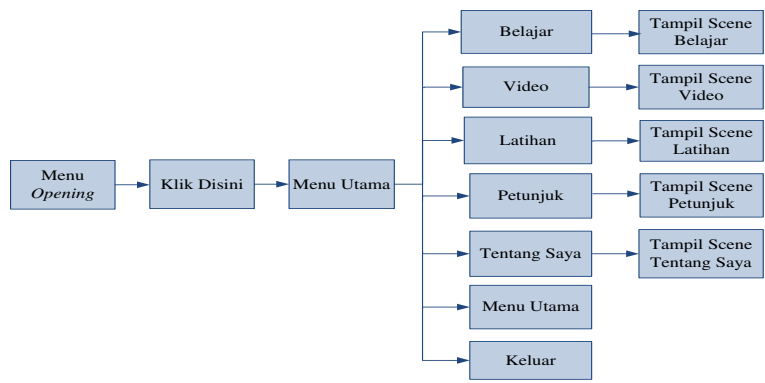 Menu
Opening
Klik Disini
Menu Utama
Belajar
Tampil Scene
Belajar
Video
Tampil Scene
Video
Latihan
Tampil Scene
Latihan
Petunjuk
Tampil Scene
Petunjuk
Tentang Saya
Tampil Scene
Tentang Saya
Menu Utama
Keluar